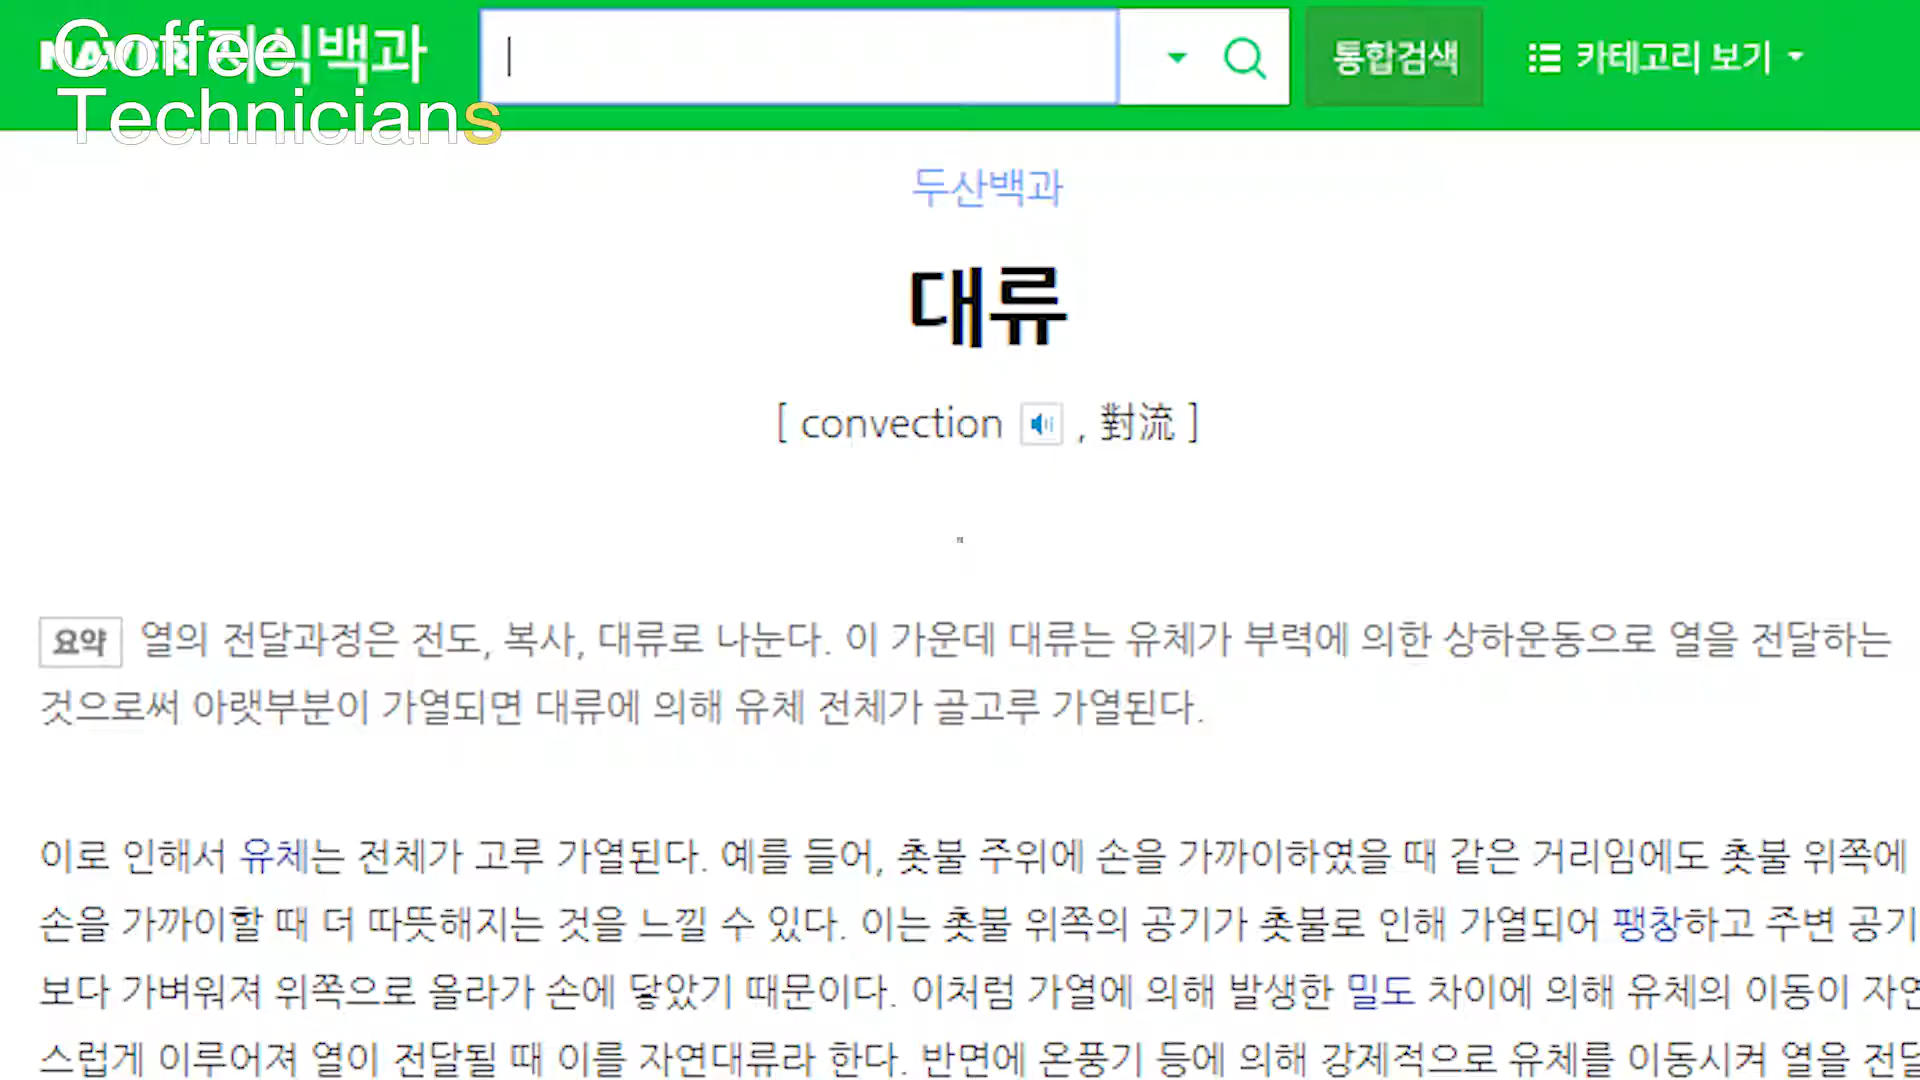 Coffee
Technicians
NAVER 지식백과
통합검색
카테고리 보기
두산백과
대류
[ convection , 對流 ]
요약 열의 전달과정은 전도, 복사, 대류로 나눈다. 이 가운데 대류는 유체가 부력에 의한 상하운동으로 열을 전달하는
것으로써 아랫부분이 가열되면 대류에 의해 유체 전체가 골고루 가열된다.
이로 인해서 유체는 전체가 고루 가열된다. 예를 들어, 촛불 주위에 손을 가까이하였을 때 같은 거리임에도 촛불 위쪽에
손을 가까이할 때 더 따뜻해지는 것을 느낄 수 있다. 이는 촛불 위쪽의 공기가 촛불로 인해 가열되어 팽창하고 주변 공기
보다 가벼워져 위쪽으로 올라가 손에 닿았기 때문이다. 이처럼 가열에 의해 발생한 밀도 차이에 의해 유체의 이동이 자연
스럽게 이루어져 열이 전달될 때 이를 자연대류라 한다. 반면에 온풍기 등에 의해 강제적으로 유체를 이동시켜 열을 전달